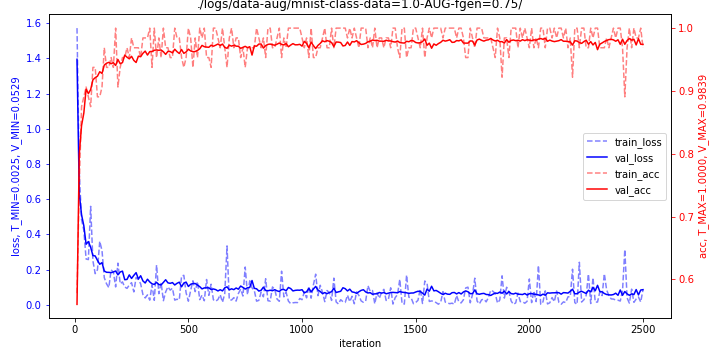 ./logs/data-aug/mnist-class-data=1.0-AUG-fgen=0.75/
loss, T_MIN=0.0025, V_MIN=0.0529
1.6
1.4
1.2
1.0
0.8
0.6
0.4
0.2
0.0
train_loss
val_loss
train_acc
val_acc
1.0
0.9
0.8
0.7
0.6
acc, T_MAX=1.0000, V_MAX=0.9839
0
500
1000
1500
2000
2500
iteration